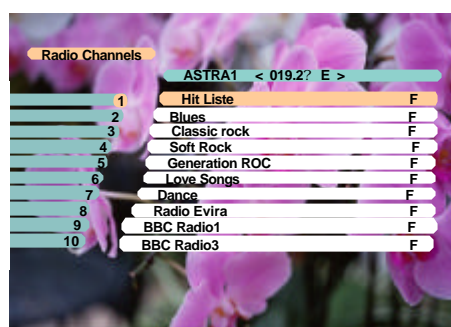 Radio Channels
ASTRA1 < 019.2? E >
1 Hit Liste F
2 Blues F
3 Classic rock F
4 Soft Rock F
5 Generation ROC F
6 Love Songs F
7 Dance F
8 Radio Evira F
9 BBC Radio1 F
10 BBC Radio3 F